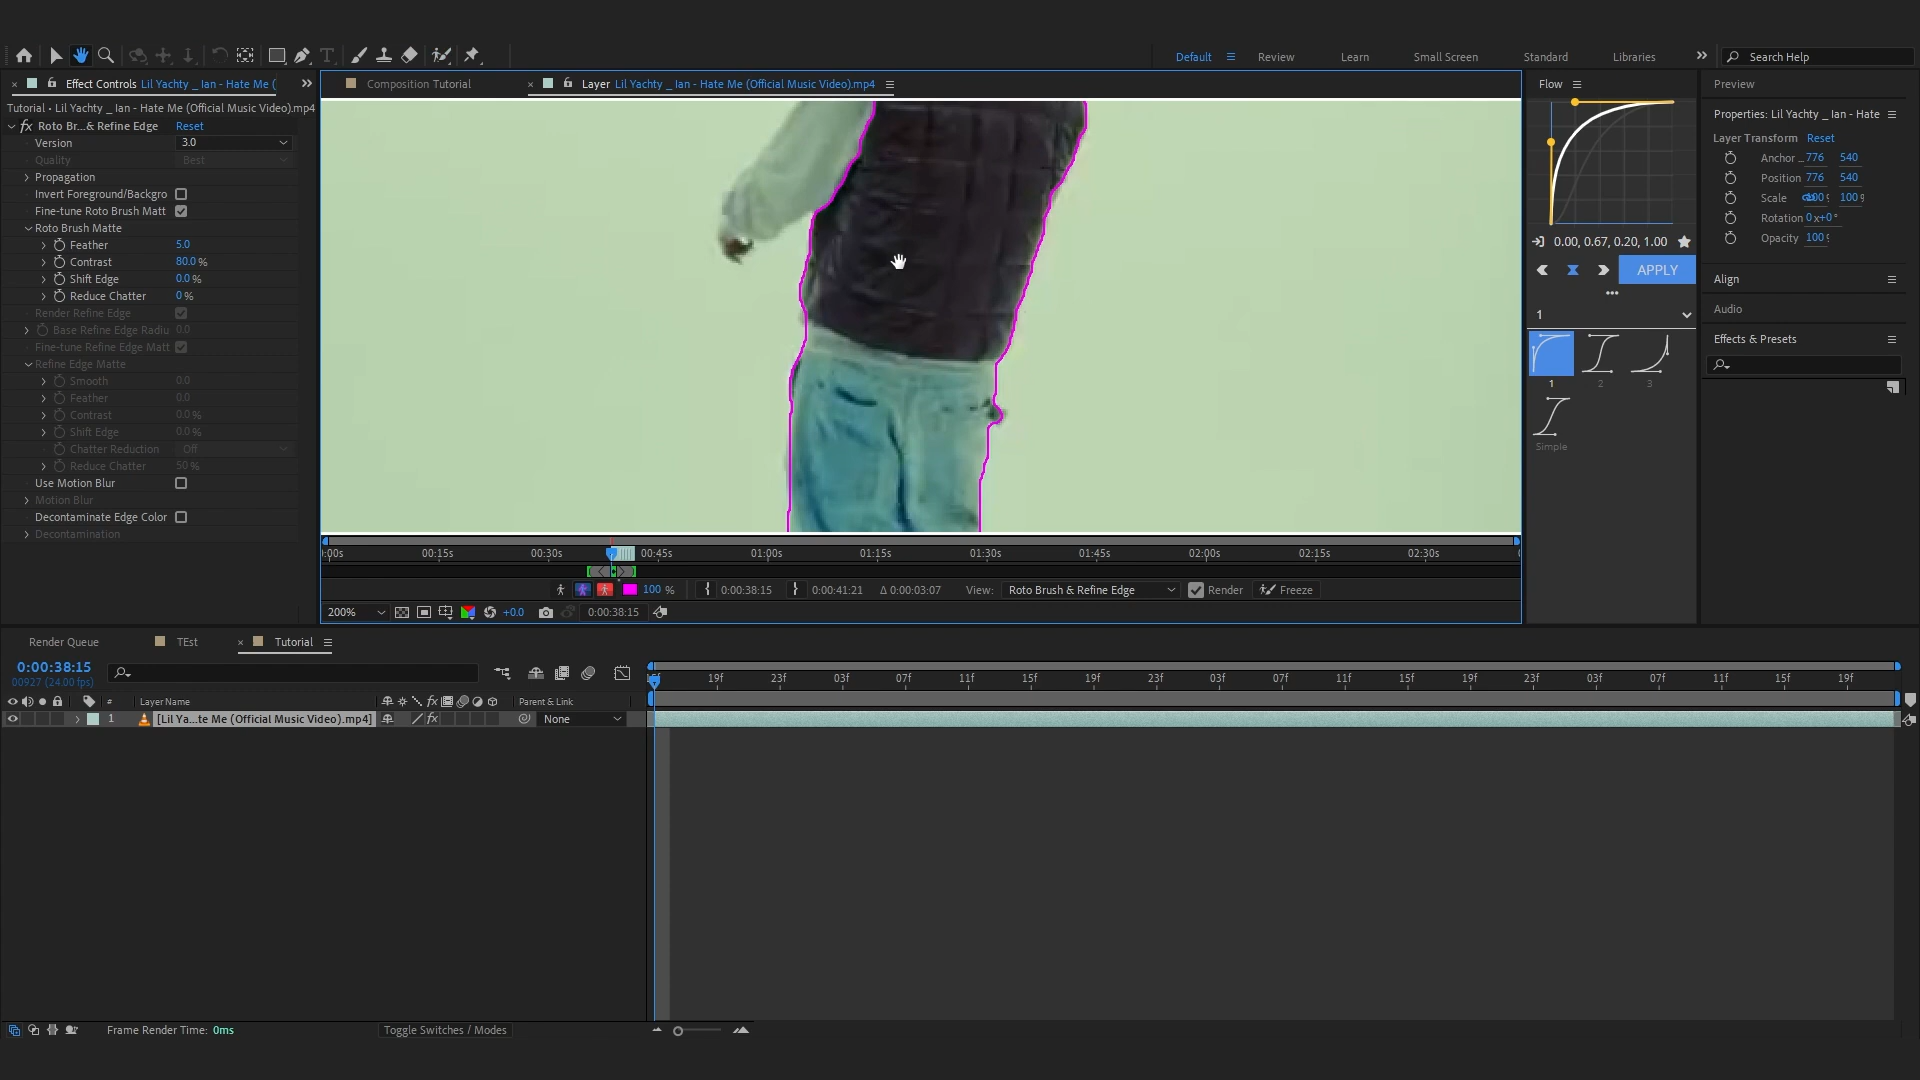 Default
Review
Learn
Small Screen
Standard
Libraries
Search Help
Effect Controls Lil Yachty _ Ian - Hate Me (
Composition Tutorial
Layer Lil Yachty _ Ian - Hate Me (Official Music Video).mp4
Flow
Preview
Tutorial • Lil Yachty _ Ian - Hate Me (Official Music Video).mp4
Properties: Lil Yachty _ Ian - Hate
fx Roto Br...& Refine Edge Reset
Version 3.0
Quality Best
Propagation
Invert Foreground/Backgro
Fine-tune Roto Brush Matt
Roto Brush Matte
Feather 5.0
Contrast 80.0 %
Shift Edge 0.0 %
Reduce Chatter 0 %
Render Refine Edge
Base Refine Edge Radiu 0.0
Fine-tune Refine Edge Matt
Refine Edge Matte
Smooth 0.0
Feather 0.0
Contrast 0.0 %
Shift Edge 0.0 %
Chatter Reduction Off
Reduce Chatter 50 %
Use Motion Blur
Motion Blur
Decontaminate Edge Color
Decontamination
Layer Transform Reset
Anchor ... 776 540
Position 776 540
Scale 100 100
Rotation 0x+0°
Opacity 100
0.00, 0.67, 0.20, 1.00
APPLY
1
1 2 3
Simple
Align
Audio
Effects & Presets
:00s 00:15s 00:30s 00:45s 01:00s 01:15s 01:30s 01:45s 02:00s 02:15s 02:30s
100 % 0:00:38:15 0:00:41:21 Δ 0:00:03:07 View: Roto Brush & Refine Edge Render Freeze
200% +0.0 0:00:38:15
Render Queue TEst Tutorial
0:00:38:15
00927 (24.00 fps)
15f 19f 23f 03f 07f 11f 15f 19f 23f 03f 07f 11f 15f 19f 23f 03f 07f 11f 15f 19f
# Layer Name fx Parent & Link
1 [Lil Ya...te Me (Official Music Video).mp4] fx None
Frame Render Time: 0ms
Toggle Switches / Modes